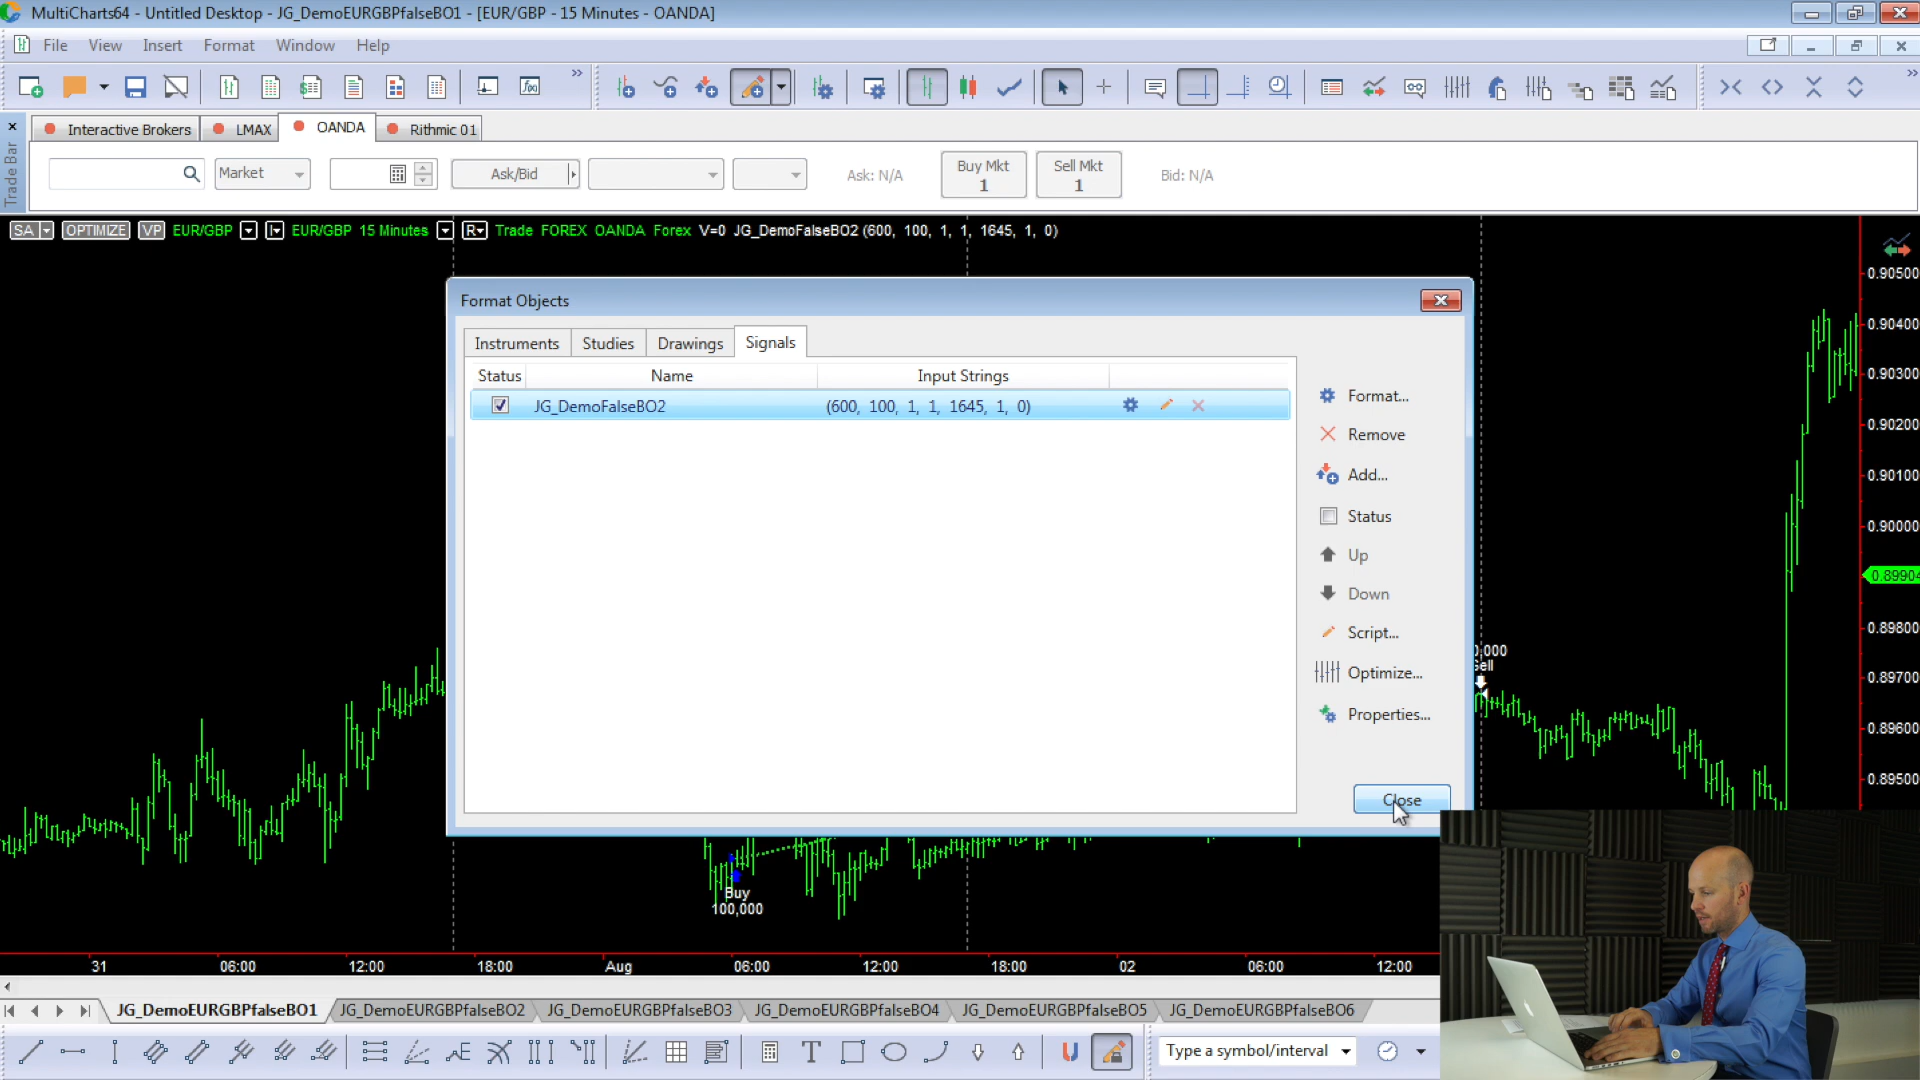 MultiCharts64 - Untitled Desktop - JG_DemoEURGBPfalseBO1 - [EUR/GBP - 15 Minutes - OANDA]
File View Insert Format Window Help
Interactive Brokers LMAX OANDA Rithmic 01
Trade Bar
Market Ask/Bid Ask: N/A Buy Mkt 1 Sell Mkt 1 Bid: N/A
SA OPTIMIZE VP EUR/GBP EUR/GBP 15 Minutes R Trade FOREX OANDA Forex V=0 JG_DemoFalseBO2 (600, 100, 1, 1, 1645, 1, 0)
Format Objects
Instruments Studies Drawings Signals
Status Name Input Strings
JG_DemoFalseBO2 (600, 100, 1, 1, 1645, 1, 0)
Format...
Remove
Add...
Status
Up
Down
Script...
Optimize...
Properties...
Close
0.90500
0.90400
0.90300
0.90200
0.90100
0.90000
0.89904
0.89800
0.89700
0.89600
0.89500
Buy
100,000
31 06:00 12:00 18:00 Aug 06:00 12:00 18:00 02 06:00 12:00
JG_DemoEURGBPfalseBO1 JG_DemoEURGBPfalseBO2 JG_DemoEURGBPfalseBO3 JG_DemoEURGBPfalseBO4 JG_DemoEURGBPfalseBO5 JG_DemoEURGBPfalseBO6
Type a symbol/interval